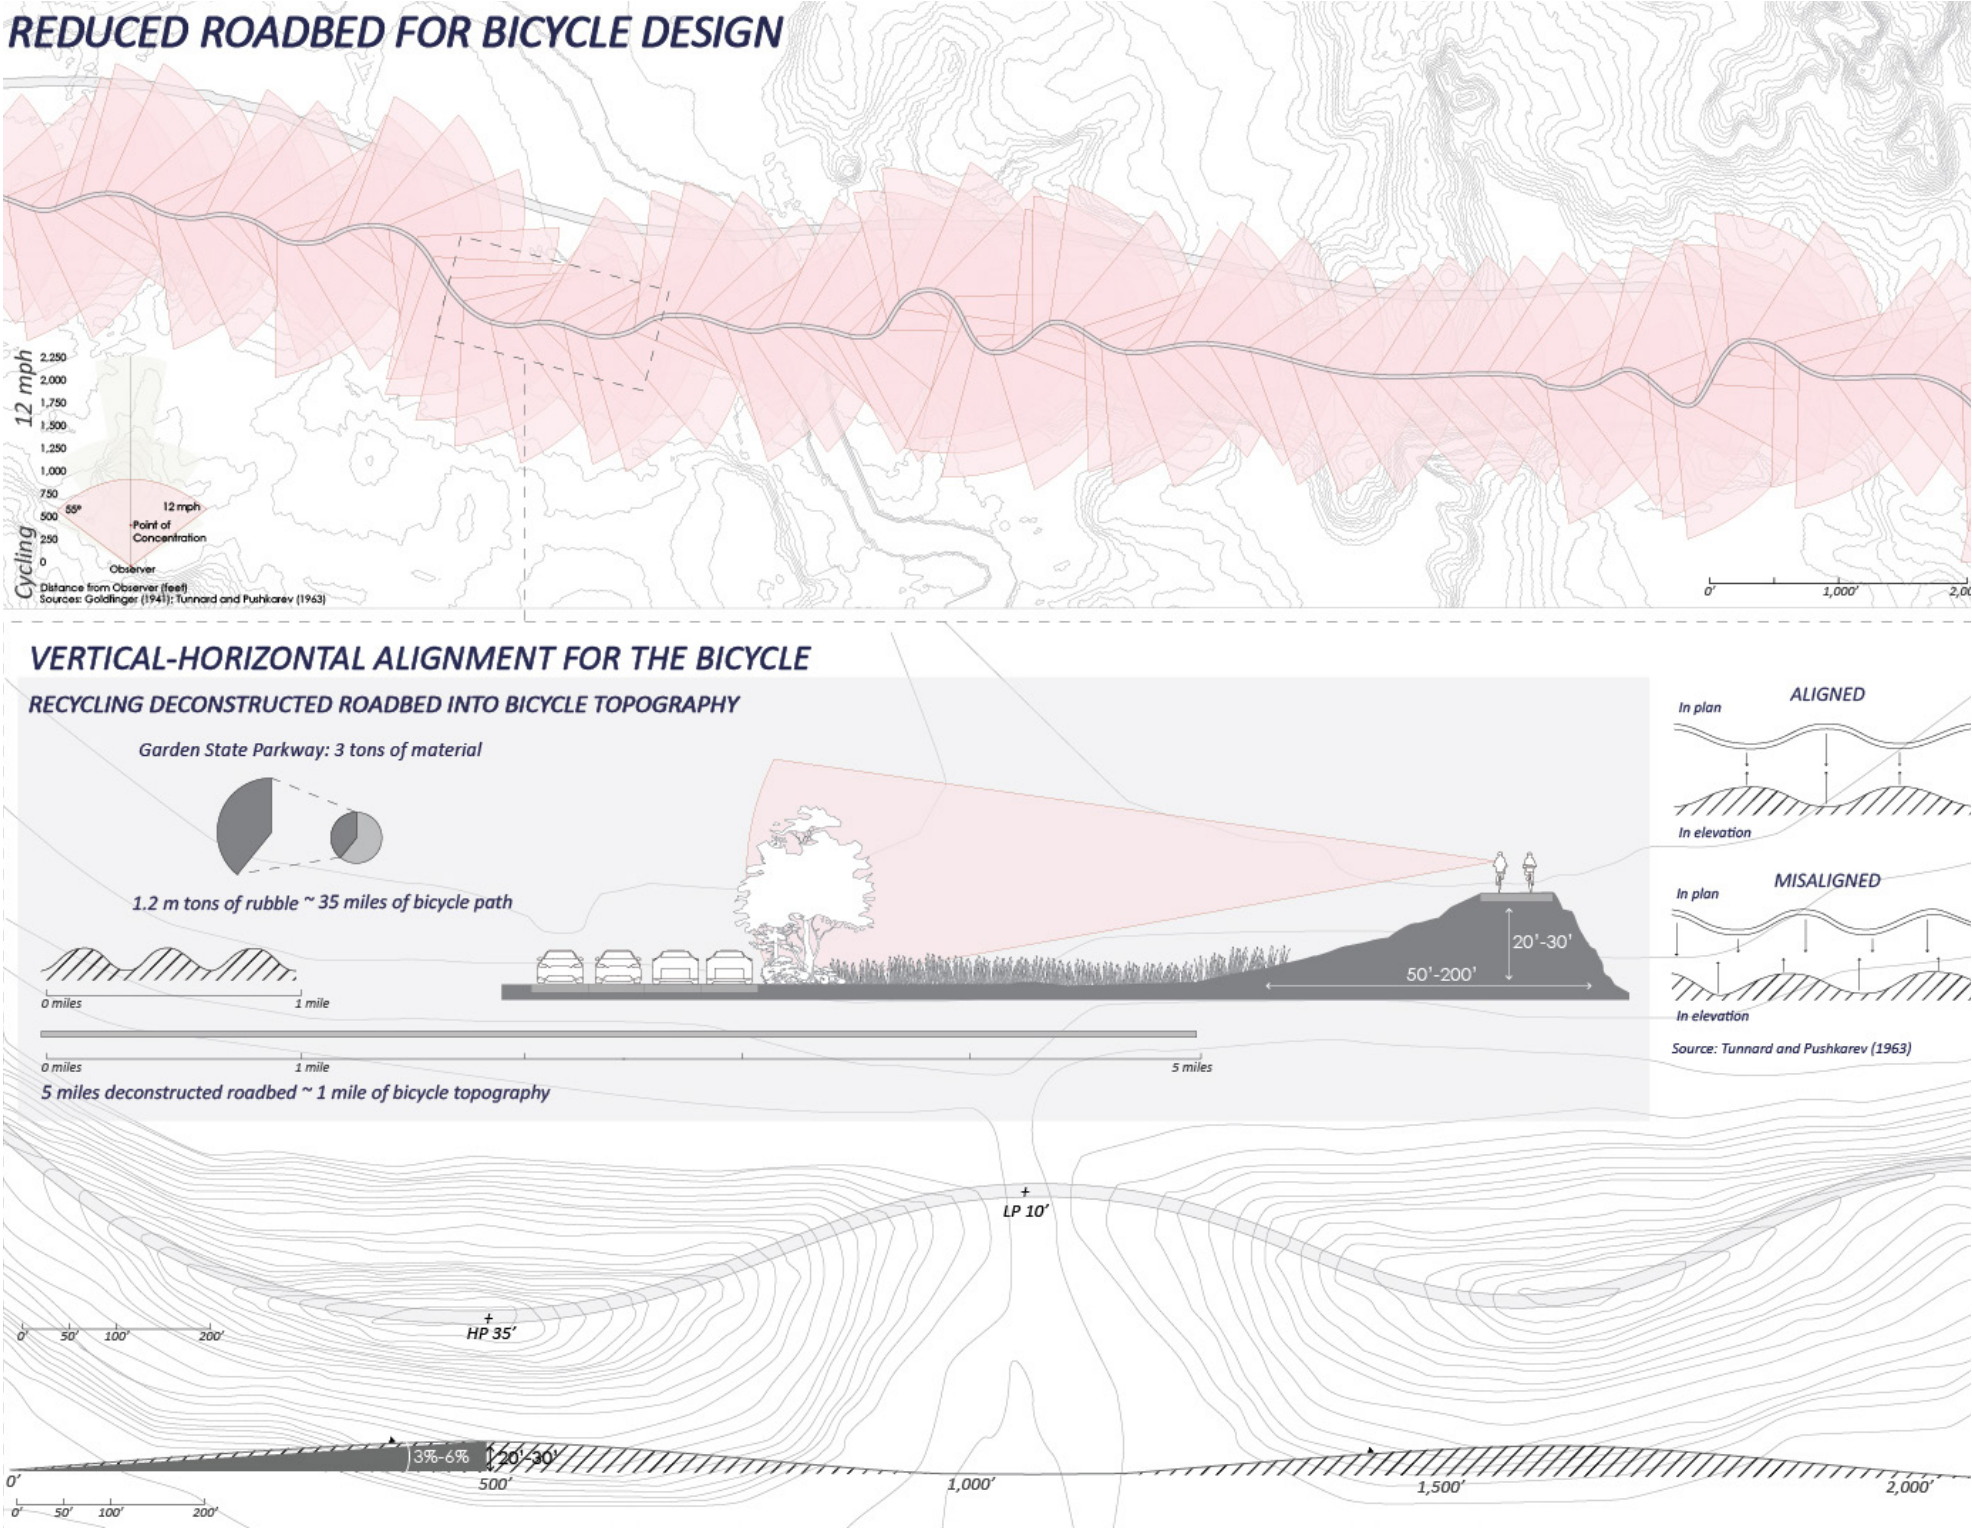 REDUCED ROADBED FOR BICYCLE DESIGN
12 mph
Cycling
2,250
2,000
1,750
1,500
1,250
1,000
750
500
250
0
55°
12 mph
Point of
Concentration
Observer
Distance from Observer (feet)
Sources: Goldfinger (1941); Tunnard and Pushkarev (1963)
0' 1,000' 2,00
VERTICAL-HORIZONTAL ALIGNMENT FOR THE BICYCLE
RECYCLING DECONSTRUCTED ROADBED INTO BICYCLE TOPOGRAPHY
Garden State Parkway: 3 tons of material
1.2 m tons of rubble ~ 35 miles of bicycle path
0 miles 1 mile
20'-30'
50'-200'
0 miles 1 mile 5 miles
5 miles deconstructed roadbed ~ 1 mile of bicycle topography
ALIGNED
In plan
In elevation
MISALIGNED
In plan
In elevation
Source: Tunnard and Pushkarev (1963)
LP 10'
HP 35'
0' 50' 100' 200'
3%-6% 20'-30'
0' 500' 1,000' 1,500' 2,000'
0' 50' 100' 200'